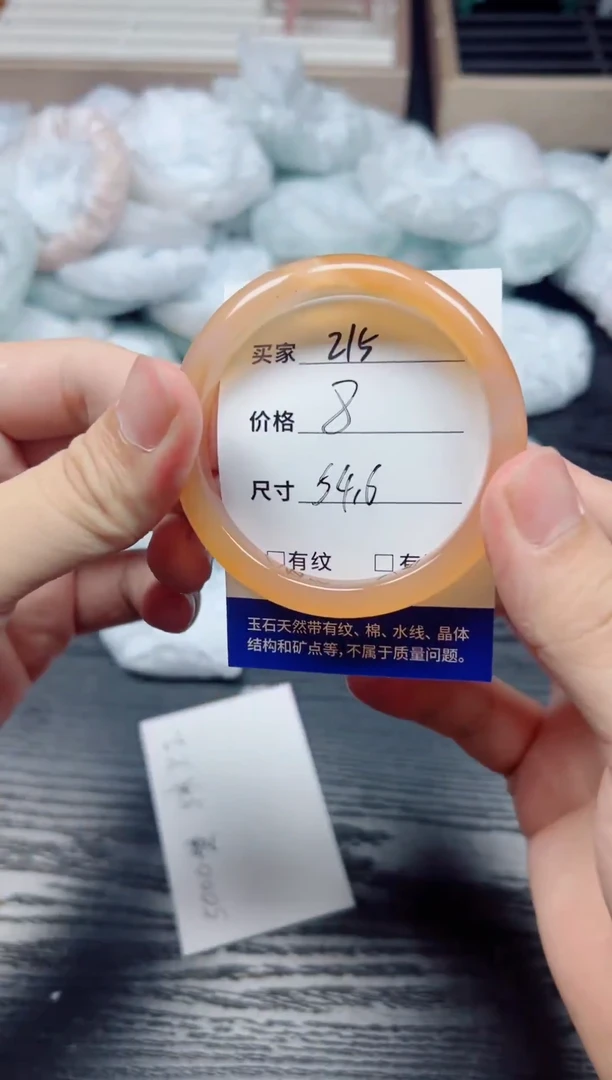 买家 215
价格 8
尺寸 54.6
□有纹 □有
玉石天然带有纹、棉、水线、晶体
结构和矿点等，不属于质量问题。